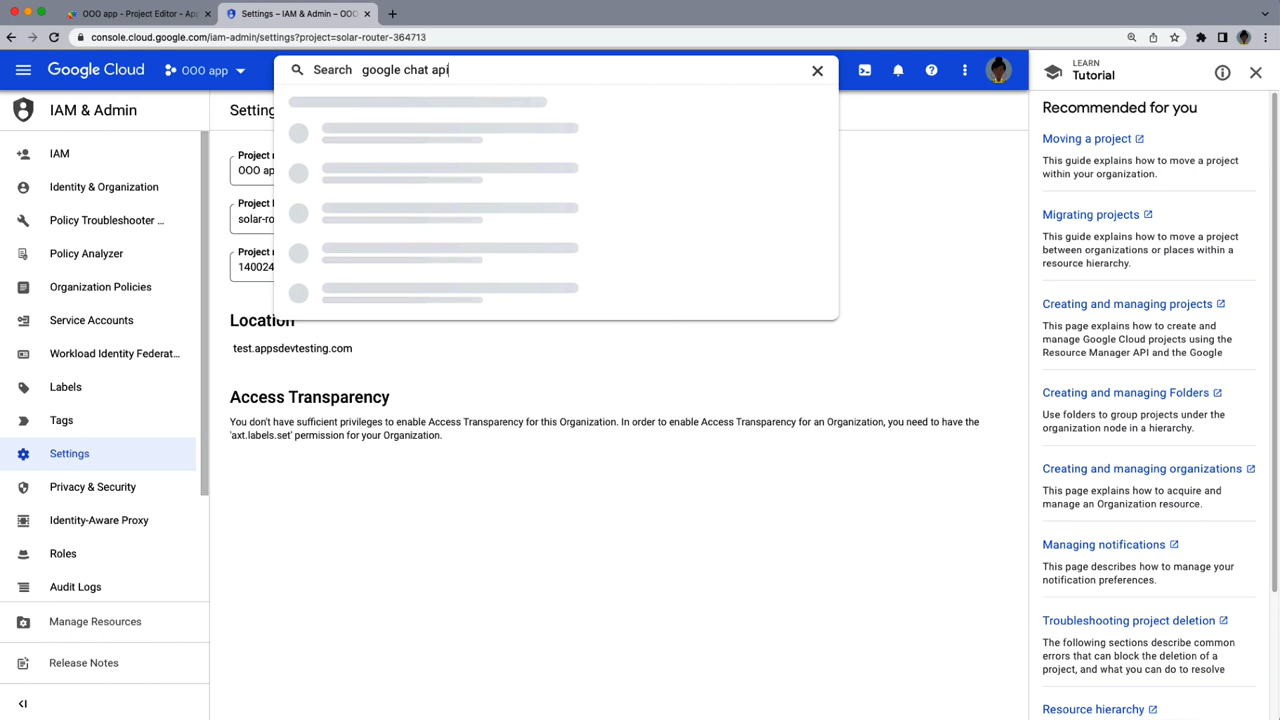 OOO app - Project Editor - Ap
Settings – IAM & Admin – OOO
console.cloud.google.com/iam-admin/settings?project=solar-router-364713
Google Cloud
OOO app
Search google chat api
IAM & Admin
IAM
Identity & Organization
Policy Troubleshooter ...
Policy Analyzer
Organization Policies
Service Accounts
Workload Identity Federat...
Labels
Tags
Settings
Privacy & Security
Identity-Aware Proxy
Roles
Audit Logs
Manage Resources
Release Notes
Setting
Project
OOO ap
Project
solar-ro
Project
140024
Location
test.appsdevtesting.com
Access Transparency
You don't have sufficient privileges to enable Access Transparency for this Organization. In order to enable Access Transparency for an Organization, you need to have the
'axt.labels.set' permission for your Organization.
LEARN
Tutorial
Recommended for you
Moving a project
This guide explains how to move a project
within your organization.
Migrating projects
This guide explains how to move a project
between organizations or places within a
resource hierarchy.
Creating and managing projects
This page explains how to create and
manage Google Cloud projects using the
Resource Manager API and the Google
Creating and managing Folders
Use folders to group projects under the
organization node in a hierarchy.
Creating and managing organizations
This page explains how to acquire and
manage an Organization resource.
Managing notifications
This page describes how to manage your
notification preferences.
Troubleshooting project deletion
The following sections describe common
errors that can block the deletion of a
project, and what you can do to resolve
Resource hierarchy